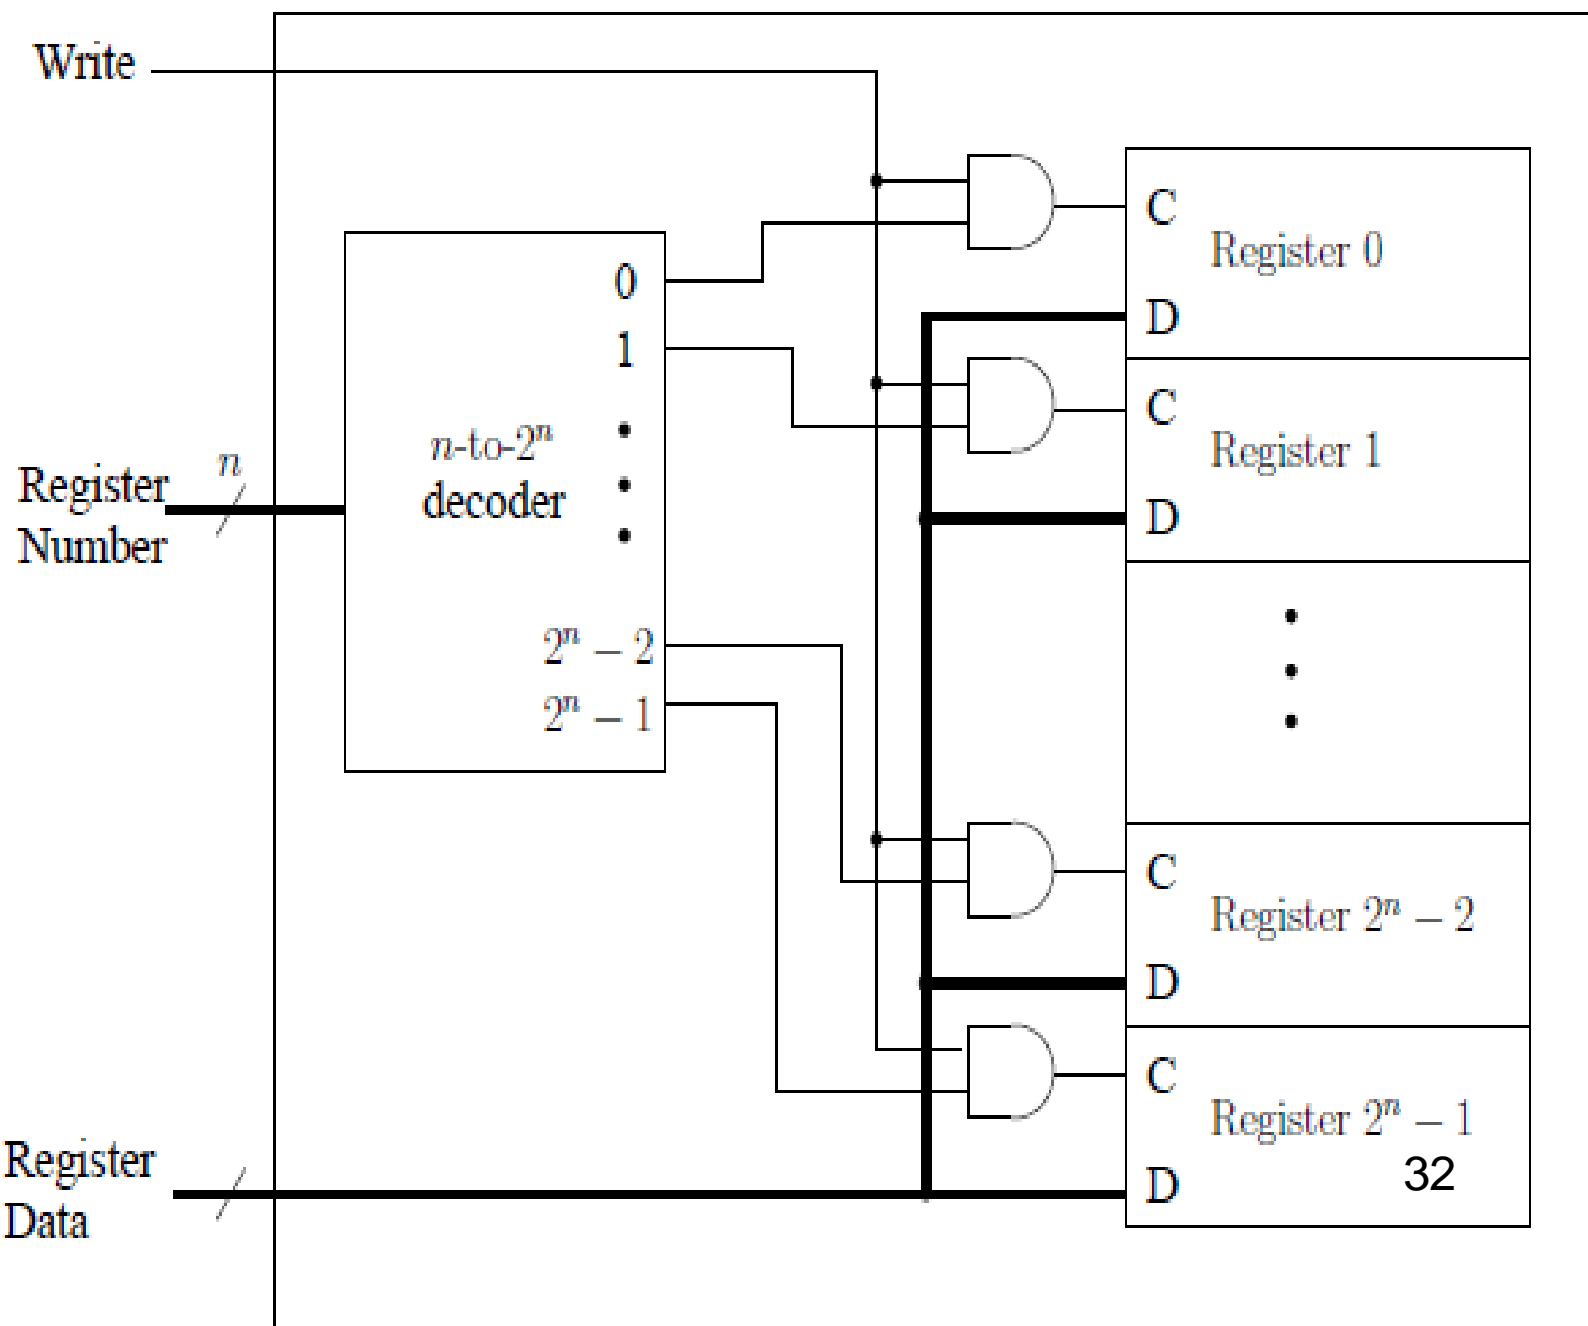 Write
C
Register 0
D
0
1
C
Register 1
D
n
n-to-2ⁿ
decoder
Register
Number
2ⁿ − 2
2ⁿ − 1
C
Register 2ⁿ − 2
D
C
Register 2ⁿ − 1
32
D
Register
Data